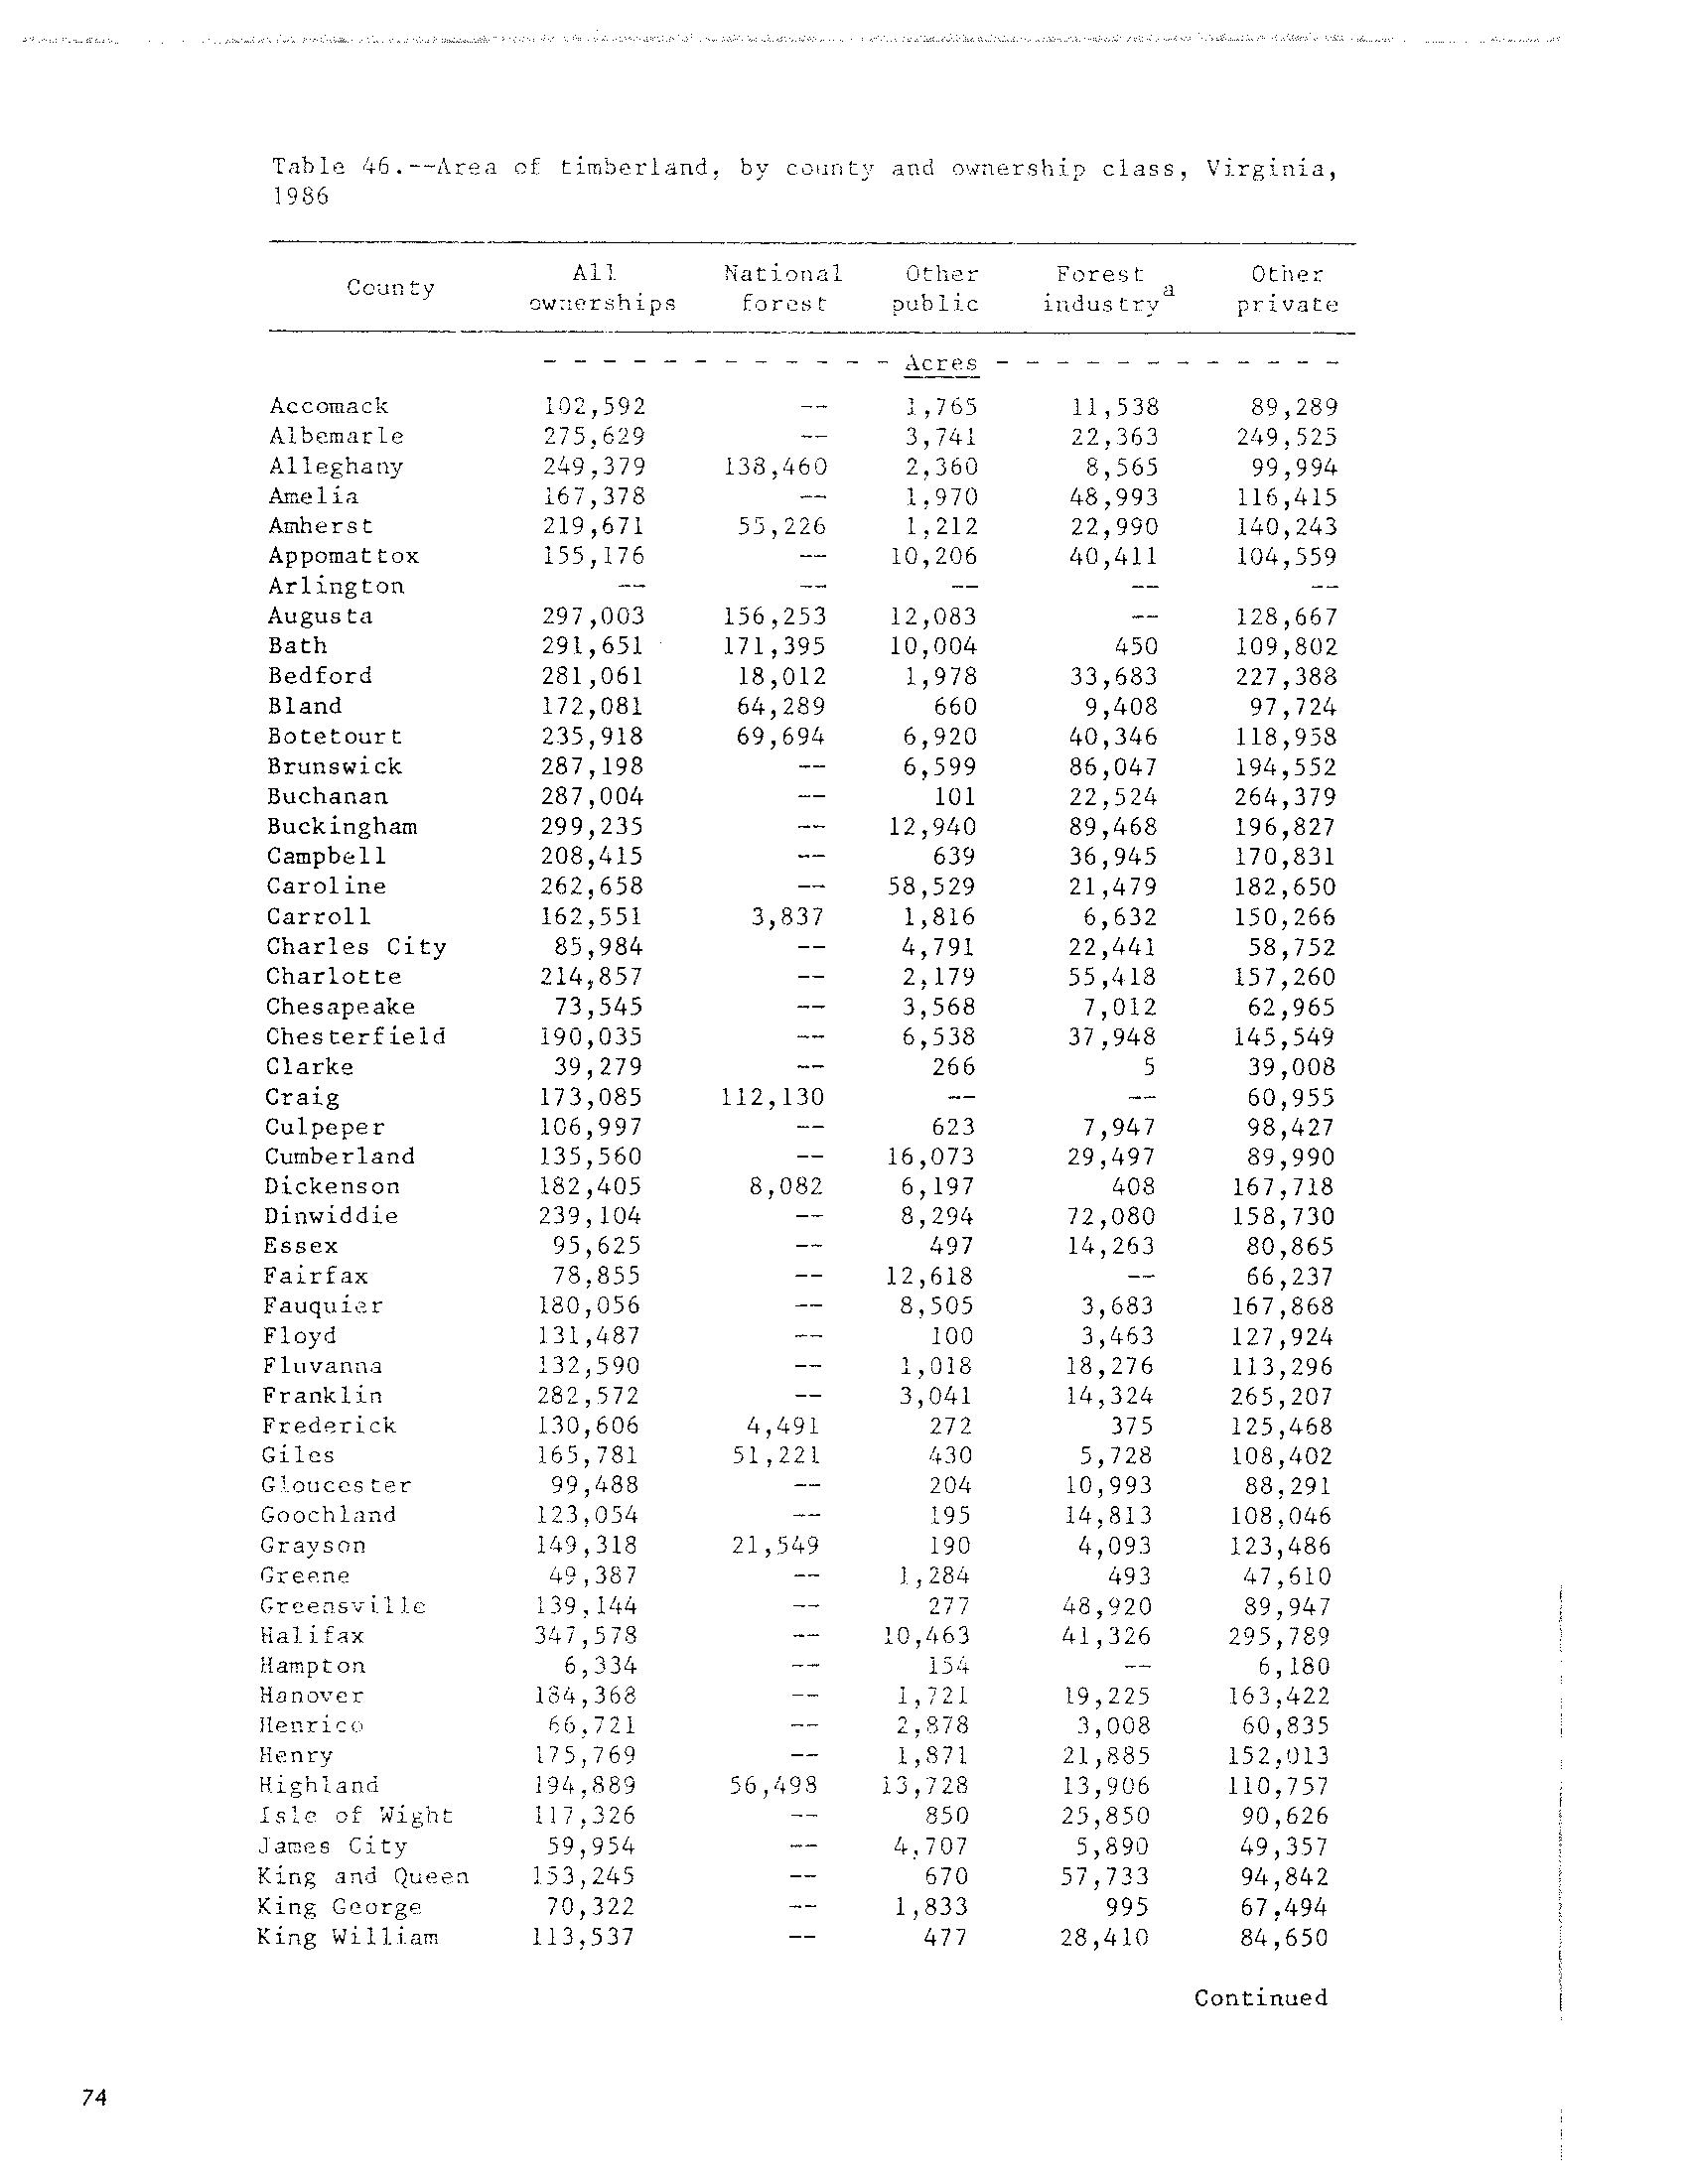 Table 46.--Area of timberland, by county and ownership class, Virginia,
1986
County All ownerships National forest Other public Forest industry a Other private
- - - - - - - - - - - - Acres - - - - - - - - - - - -
Accomack 102,592 -- 1,765 11,538 89,289
Albemarle 275,629 -- 3,741 22,363 249,525
Alleghany 249,379 138,460 2,360 8,565 99,994
Amelia 167,378 -- 1,970 48,993 116,415
Amherst 219,671 55,226 1,212 22,990 140,243
Appomattox 155,176 -- 10,206 40,411 104,559
Arlington -- -- -- -- --
Augusta 297,003 156,253 12,083 -- 128,667
Bath 291,651 171,395 10,004 450 109,802
Bedford 281,061 18,012 1,978 33,683 227,388
Bland 172,081 64,289 660 9,408 97,724
Botetourt 235,918 69,694 6,920 40,346 118,958
Brunswick 287,198 -- 6,599 86,047 194,552
Buchanan 287,004 -- 101 22,524 264,379
Buckingham 299,235 -- 12,940 89,468 196,827
Campbell 208,415 -- 639 36,945 170,831
Caroline 262,658 -- 58,529 21,479 182,650
Carroll 162,551 3,837 1,816 6,632 150,266
Charles City 85,984 -- 4,791 22,441 58,752
Charlotte 214,857 -- 2,179 55,418 157,260
Chesapeake 73,545 -- 3,568 7,012 62,965
Chesterfield 190,035 -- 6,538 37,948 145,549
Clarke 39,279 -- 266 5 39,008
Craig 173,085 112,130 -- -- 60,955
Culpeper 106,997 -- 623 7,947 98,427
Cumberland 135,560 -- 16,073 29,497 89,990
Dickenson 182,405 8,082 6,197 408 167,718
Dinwiddie 239,104 -- 8,294 72,080 158,730
Essex 95,625 -- 497 14,263 80,865
Fairfax 78,855 -- 12,618 -- 66,237
Fauquier 180,056 -- 8,505 3,683 167,868
Floyd 131,487 -- 100 3,463 127,924
Fluvanna 132,590 -- 1,018 18,276 113,296
Franklin 282,572 -- 3,041 14,324 265,207
Frederick 130,606 4,491 272 375 125,468
Giles 165,781 51,221 430 5,728 108,402
Gloucester 99,488 -- 204 10,993 88,291
Goochland 123,054 -- 195 14,813 108,046
Grayson 149,318 21,549 190 4,093 123,486
Greene 49,387 -- 1,284 493 47,610
Greensville 139,144 -- 277 48,920 89,947
Halifax 347,578 -- 10,463 41,326 295,789
Hampton 6,334 -- 154 -- 6,180
Hanover 184,368 -- 1,721 19,225 163,422
Henrico 66,721 -- 2,878 3,008 60,835
Henry 175,769 -- 1,871 21,885 152,013
Highland 194,889 56,498 13,728 13,906 110,757
Isle of Wight 117,326 -- 850 25,850 90,626
James City 59,954 -- 4,707 5,890 49,357
King and Queen 153,245 -- 670 57,733 94,842
King George 70,322 -- 1,833 995 67,494
King William 113,537 -- 477 28,410 84,650
Continued
74